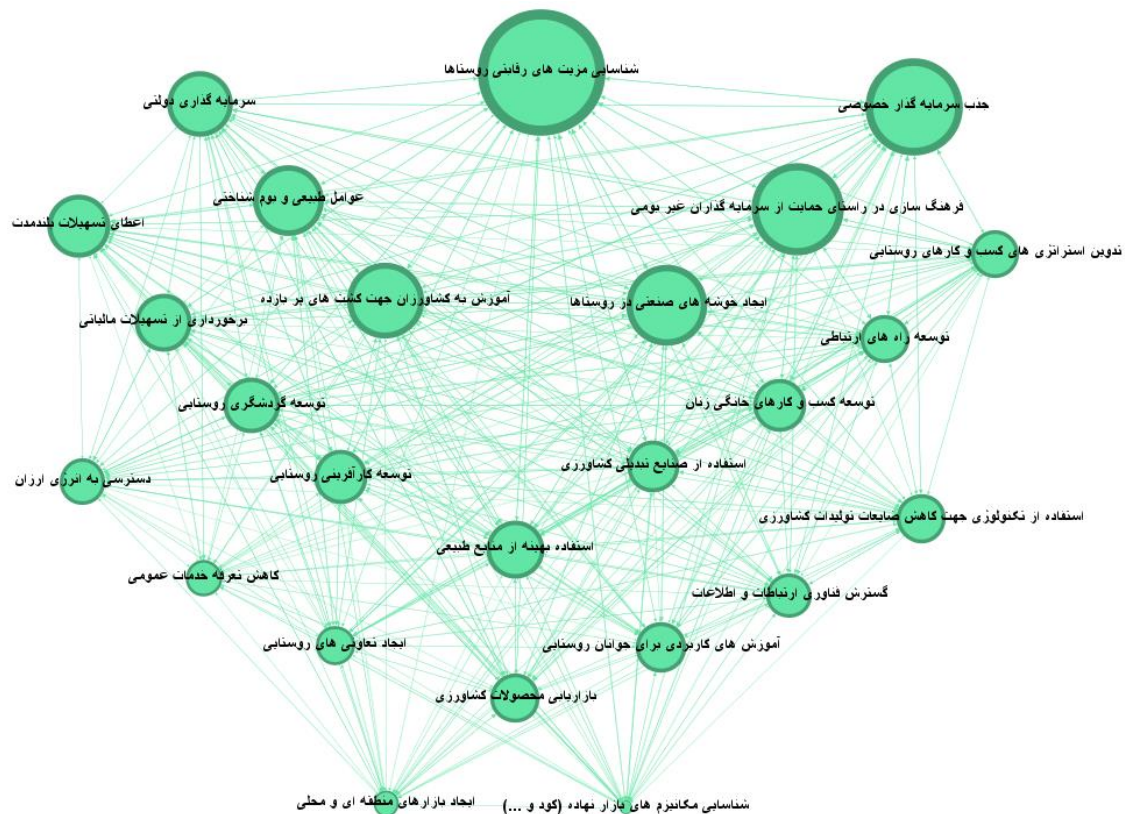 شناسایی مزیت های رقابتی روستاها
جذب سرمایه گذار خصوصی
سرمایه گذاری دولتی
عوامل طبیعی و بوم شناختی
فرهنگ سازی در راستای حمایت از سرمایه گذاران غیر بومی
اعطای تسهیلات بلندمدت
تدوین استراتژی های کسب و کارهای روستایی
آموزش به کشاورزان جهت کشت های پر بازده
ایجاد خوشه های صنعتی در روستاها
برخورداری از تسهیلات مالیاتی
توسعه راه های ارتباطی
توسعه گردشگری روستایی
توسعه کسب و کارهای خانگی زنان
استفاده از صنایع تبدیلی کشاورزی
توسعه کارآفرینی روستایی
دسترسی به انرژی ارزان
استفاده از تکنولوژی جهت کاهش ضایعات تولیدات کشاورزی
استفاده بهینه از منابع طبیعی
کاهش تعرفه خدمات عمومی
گسترش فناوری ارتباطات و اطلاعات
ایجاد تعاونی های روستایی
آموزش های کاربردی برای جوانان روستایی
بازاریابی محصولات کشاورزی
شناسایی مکانیزم های بازار نهاده (کود و ...)
ایجاد بازارهای منطقه ای و محلی